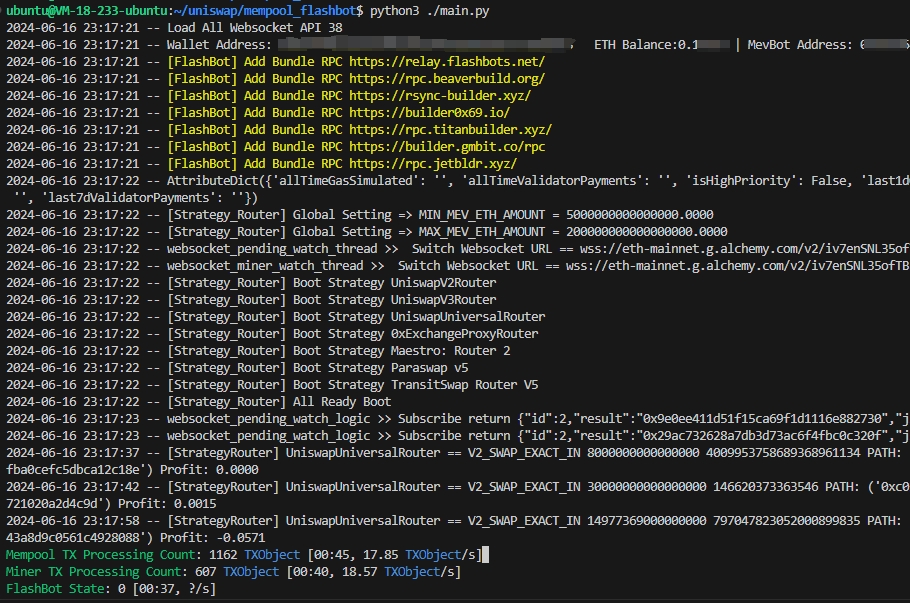 ubuntu@VM-18-233-ubuntu:~/uniswap/mempool_flashbot$ python3 ./main.py
2024-06-16 23:17:21 -- Load All Websocket API 38
2024-06-16 23:17:21 -- Wallet Address: ETH Balance:0.1 | MevBot Address:
2024-06-16 23:17:21 -- [FlashBot] Add Bundle RPC https://relay.flashbots.net/
2024-06-16 23:17:21 -- [FlashBot] Add Bundle RPC https://rpc.beaverbuild.org/
2024-06-16 23:17:21 -- [FlashBot] Add Bundle RPC https://rsync-builder.xyz/
2024-06-16 23:17:21 -- [FlashBot] Add Bundle RPC https://builder0x69.io/
2024-06-16 23:17:21 -- [FlashBot] Add Bundle RPC https://rpc.titanbuilder.xyz/
2024-06-16 23:17:21 -- [FlashBot] Add Bundle RPC https://builder.gmbit.co/rpc
2024-06-16 23:17:21 -- [FlashBot] Add Bundle RPC https://rpc.jetbldr.xyz/
2024-06-16 23:17:22 -- AttributeDict({'allTimeGasSimulated': '', 'allTimeValidatorPayments': '', 'isHighPriority': False, 'last1d
'', 'last7dValidatorPayments': ''})
2024-06-16 23:17:22 -- [Strategy_Router] Global Setting => MIN_MEV_ETH_AMOUNT = 5000000000000000.0000
2024-06-16 23:17:22 -- [Strategy_Router] Global Setting => MAX_MEV_ETH_AMOUNT = 200000000000000000.0000
2024-06-16 23:17:22 -- websocket_pending_watch_thread >> Switch Websocket URL == wss://eth-mainnet.g.alchemy.com/v2/iv7enSNL35of
2024-06-16 23:17:22 -- websocket_miner_watch_thread >> Switch Websocket URL == wss://eth-mainnet.g.alchemy.com/v2/iv7enSNL35ofTB
2024-06-16 23:17:22 -- [Strategy_Router] Boot Strategy UniswapV2Router
2024-06-16 23:17:22 -- [Strategy_Router] Boot Strategy UniswapV3Router
2024-06-16 23:17:22 -- [Strategy_Router] Boot Strategy UniswapUniversalRouter
2024-06-16 23:17:22 -- [Strategy_Router] Boot Strategy 0xExchangeProxyRouter
2024-06-16 23:17:22 -- [Strategy_Router] Boot Strategy Maestro: Router 2
2024-06-16 23:17:22 -- [Strategy_Router] Boot Strategy Paraswap v5
2024-06-16 23:17:22 -- [Strategy_Router] Boot Strategy TransitSwap Router V5
2024-06-16 23:17:22 -- [Strategy_Router] All Ready Boot
2024-06-16 23:17:23 -- websocket_pending_watch_logic >> Subscribe return {"id":2,"result":"0x9e0ee411d51f15ca69f1d1116e882730","j
2024-06-16 23:17:23 -- websocket_pending_watch_logic >> Subscribe return {"id":2,"result":"0x29ac732628a7db3d73ac6f4fbc0c320f","j
2024-06-16 23:17:37 -- [StrategyRouter] UniswapUniversalRouter == V2_SWAP_EXACT_IN 8000000000000000 4009953758689368961134 PATH:
fba0cefc5dbca12c18e') Profit: 0.0000
2024-06-16 23:17:42 -- [StrategyRouter] UniswapUniversalRouter == V2_SWAP_EXACT_IN 30000000000000000 146620373363546 PATH: ('0xc0
721020a2d4c9d') Profit: 0.0015
2024-06-16 23:17:58 -- [StrategyRouter] UniswapUniversalRouter == V2_SWAP_EXACT_IN 14977369000000000 797047823052000899835 PATH:
43a8d9c0561c4928088') Profit: -0.0571
Mempool TX Processing Count: 1162 TXObject [00:45, 17.85 TXObject/s]
Miner TX Processing Count: 607 TXObject [00:40, 18.57 TXObject/s]
FlashBot State: 0 [00:37, ?/s]